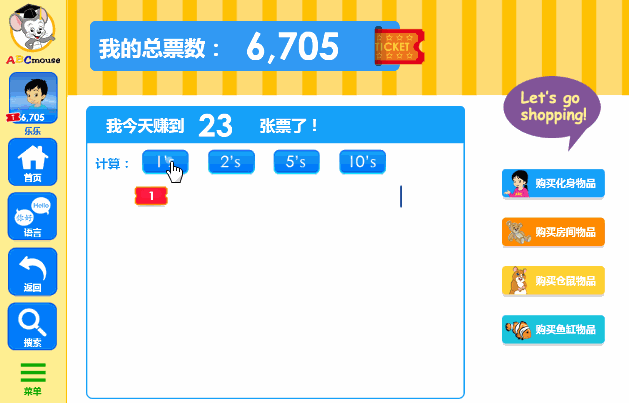 ABCmouse
6,705
乐乐
首页
你好 Hello
语言
返回
搜索
菜单
我的总票数： 6,705 TICKET
我今天赚到 23 张票了！
计算： 1's 2's 5's 10's
1
Let's go
shopping!
购买化身物品
购买房间物品
购买仓鼠物品
购买鱼缸物品